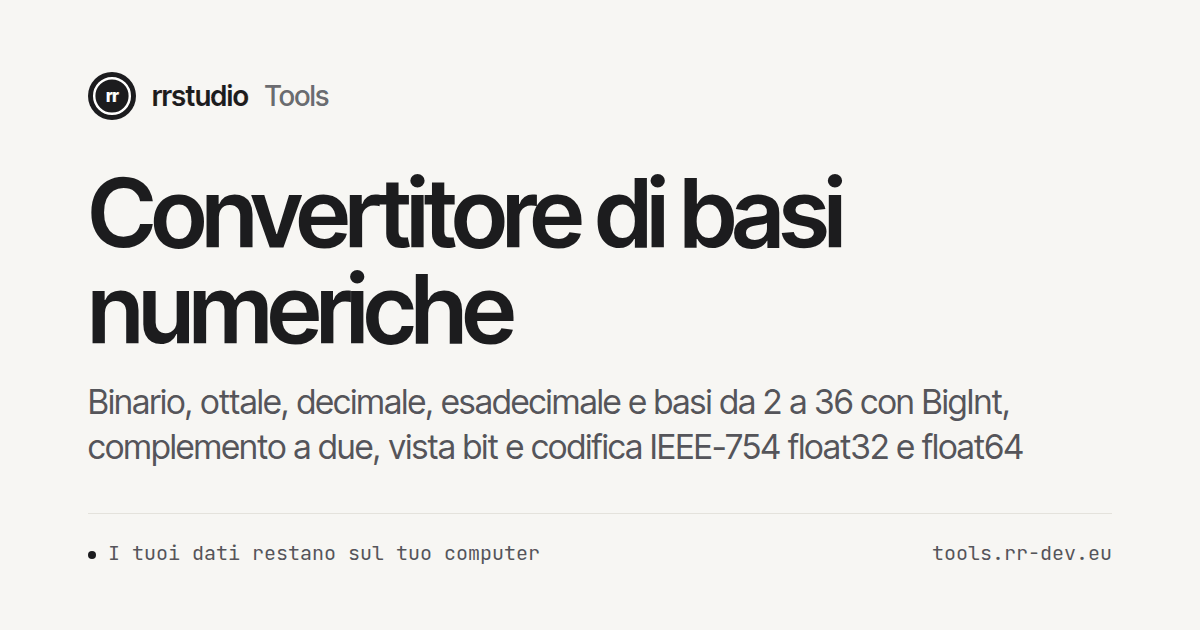 rr rrstudio Tools
Convertitore di basi
numeriche
Binario, ottale, decimale, esadecimale e basi da 2 a 36 con BigInt,
complemento a due, vista bit e codifica IEEE-754 float32 e float64
I tuoi dati restano sul tuo computer
tools.rr-dev.eu